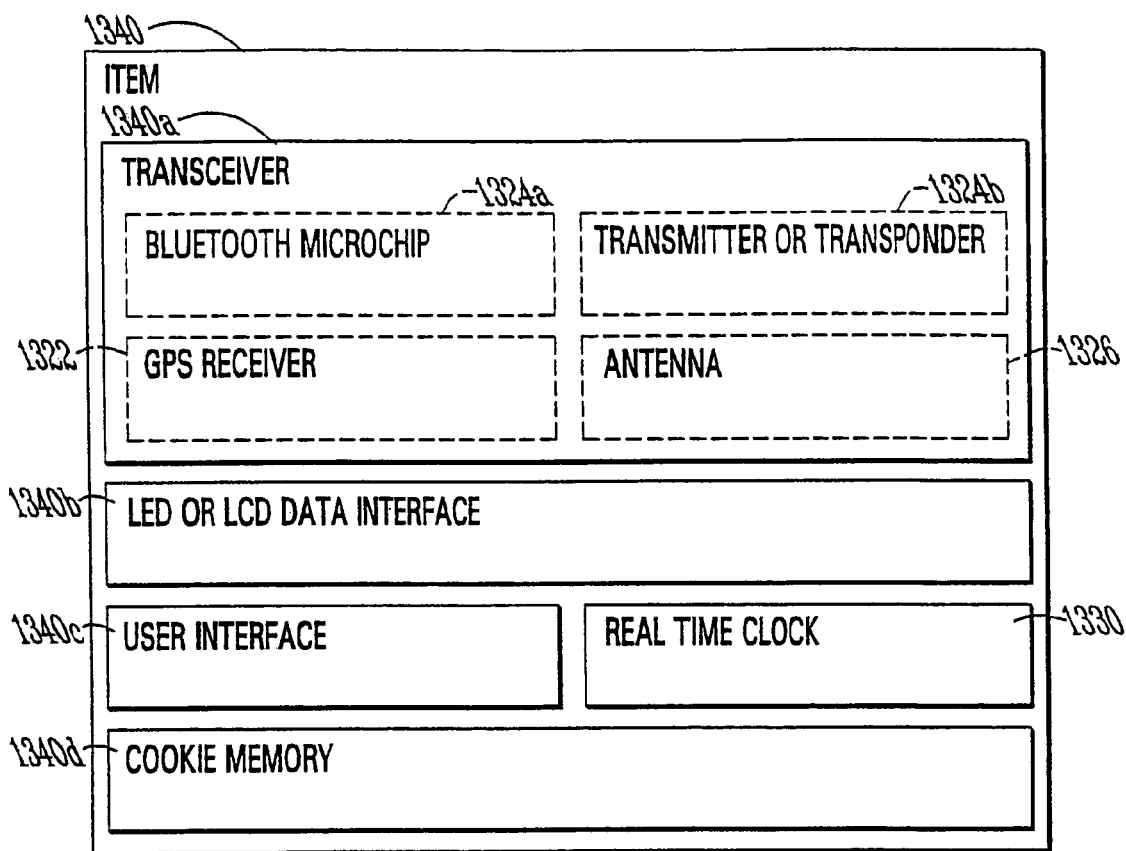 1340
ITEM
1340a
TRANSCEIVER
1324a
1324b
BLUETOOTH MICROCHIP
TRANSMITTER OR TRANSPONDER
1322
GPS RECEIVER
ANTENNA
1326
1340b
LED OR LCD DATA INTERFACE
1340c
USER INTERFACE
REAL TIME CLOCK
1330
1340d
COOKIE MEMORY